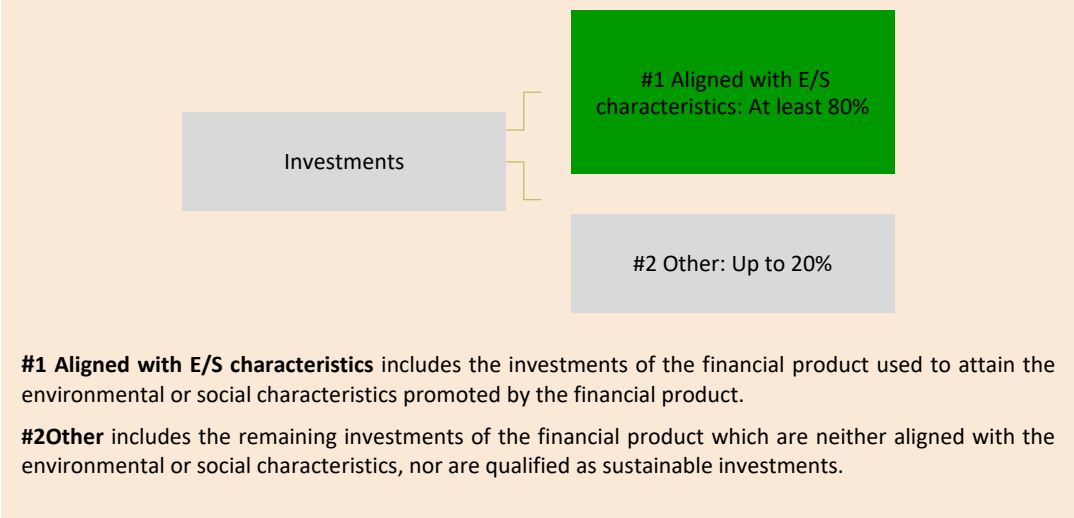 #1 Aligned with E/S
characteristics: At least 80%
Investments
#2 Other: Up to 20%
#1 Aligned with E/S characteristics includes the investments of the financial product used to attain the
environmental or social characteristics promoted by the financial product.
#2Other includes the remaining investments of the financial product which are neither aligned with the
environmental or social characteristics, nor are qualified as sustainable investments.